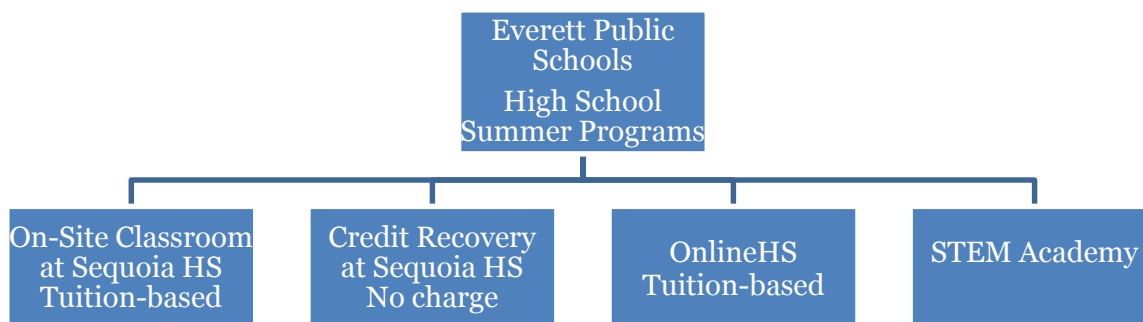 Everett Public
Schools
High School
Summer Programs
On-Site Classroom
at Sequoia HS
Tuition-based
Credit Recovery
at Sequoia HS
No charge
OnlineHS
Tuition-based
STEM Academy